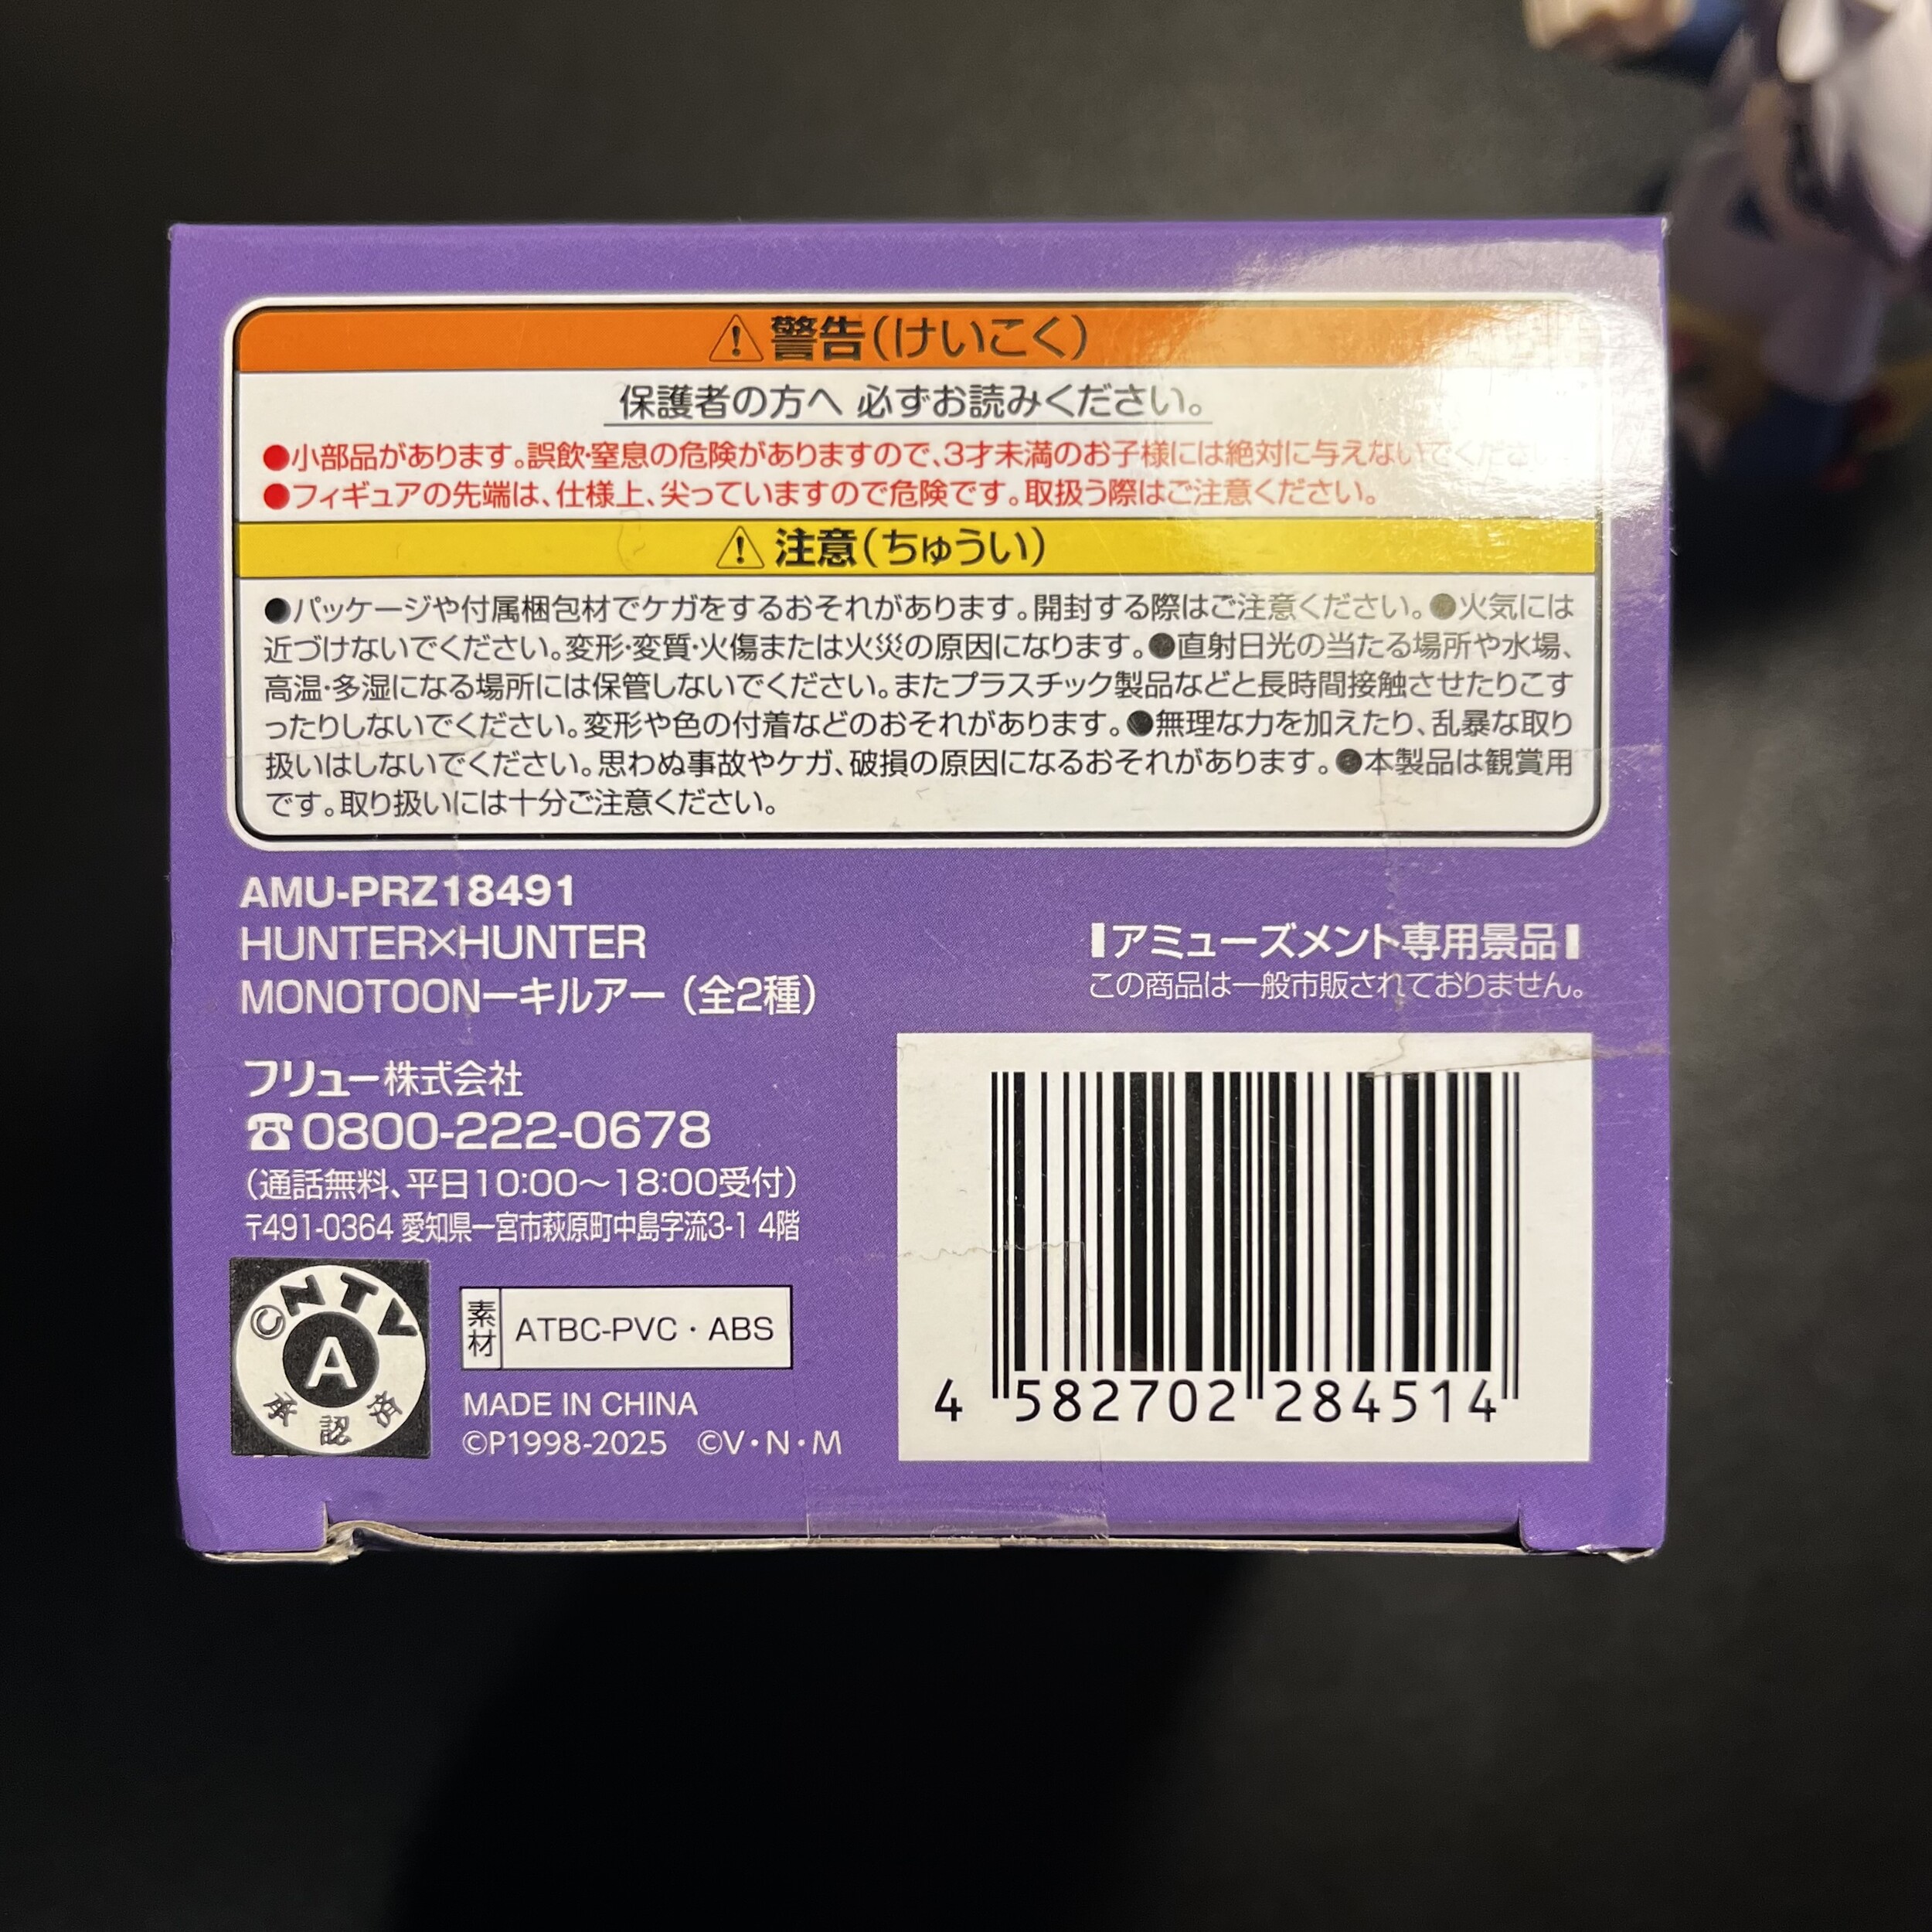 警告(けいこく)
保護者の方へ 必ずお読みください。
●小部品があります。誤飲・窒息の危険がありますので、3才未満のお子様には絶対に与えないでください
●フィギュアの先端は、仕様上、尖っていますので危険です。取扱う際はご注意ください。
注意(ちゅうい)
●パッケージや付属梱包材でケガをするおそれがあります。開封する際はご注意ください。●火気には
近づけないでください。変形・変質・火傷または火災の原因になります。●直射日光の当たる場所や水場、
高温・多湿になる場所には保管しないでください。またプラスチック製品などと長時間接触させたりこす
ったりしないでください。変形や色の付着などのおそれがあります。●無理な力を加えたり、乱暴な取り
扱いはしないでください。思わぬ事故やケガ、破損の原因になるおそれがあります。●本製品は観賞用
です。取り扱いには十分ご注意ください。
AMU-PRZ18491
HUNTER×HUNTER
MONOTOONーキルアー(全2種)
アミューズメント専用景品
この商品は一般市販されておりません。
フリュー株式会社
☎0800-222-0678
(通話無料、平日10:00〜18:00受付)
〒491-0364 愛知県一宮市萩原町中島字流3-1 4階
©NTV
A
承認済
素材 ATBC-PVC・ABS
MADE IN CHINA
©P1998-2025 ©V・N・M
4 582702 284514